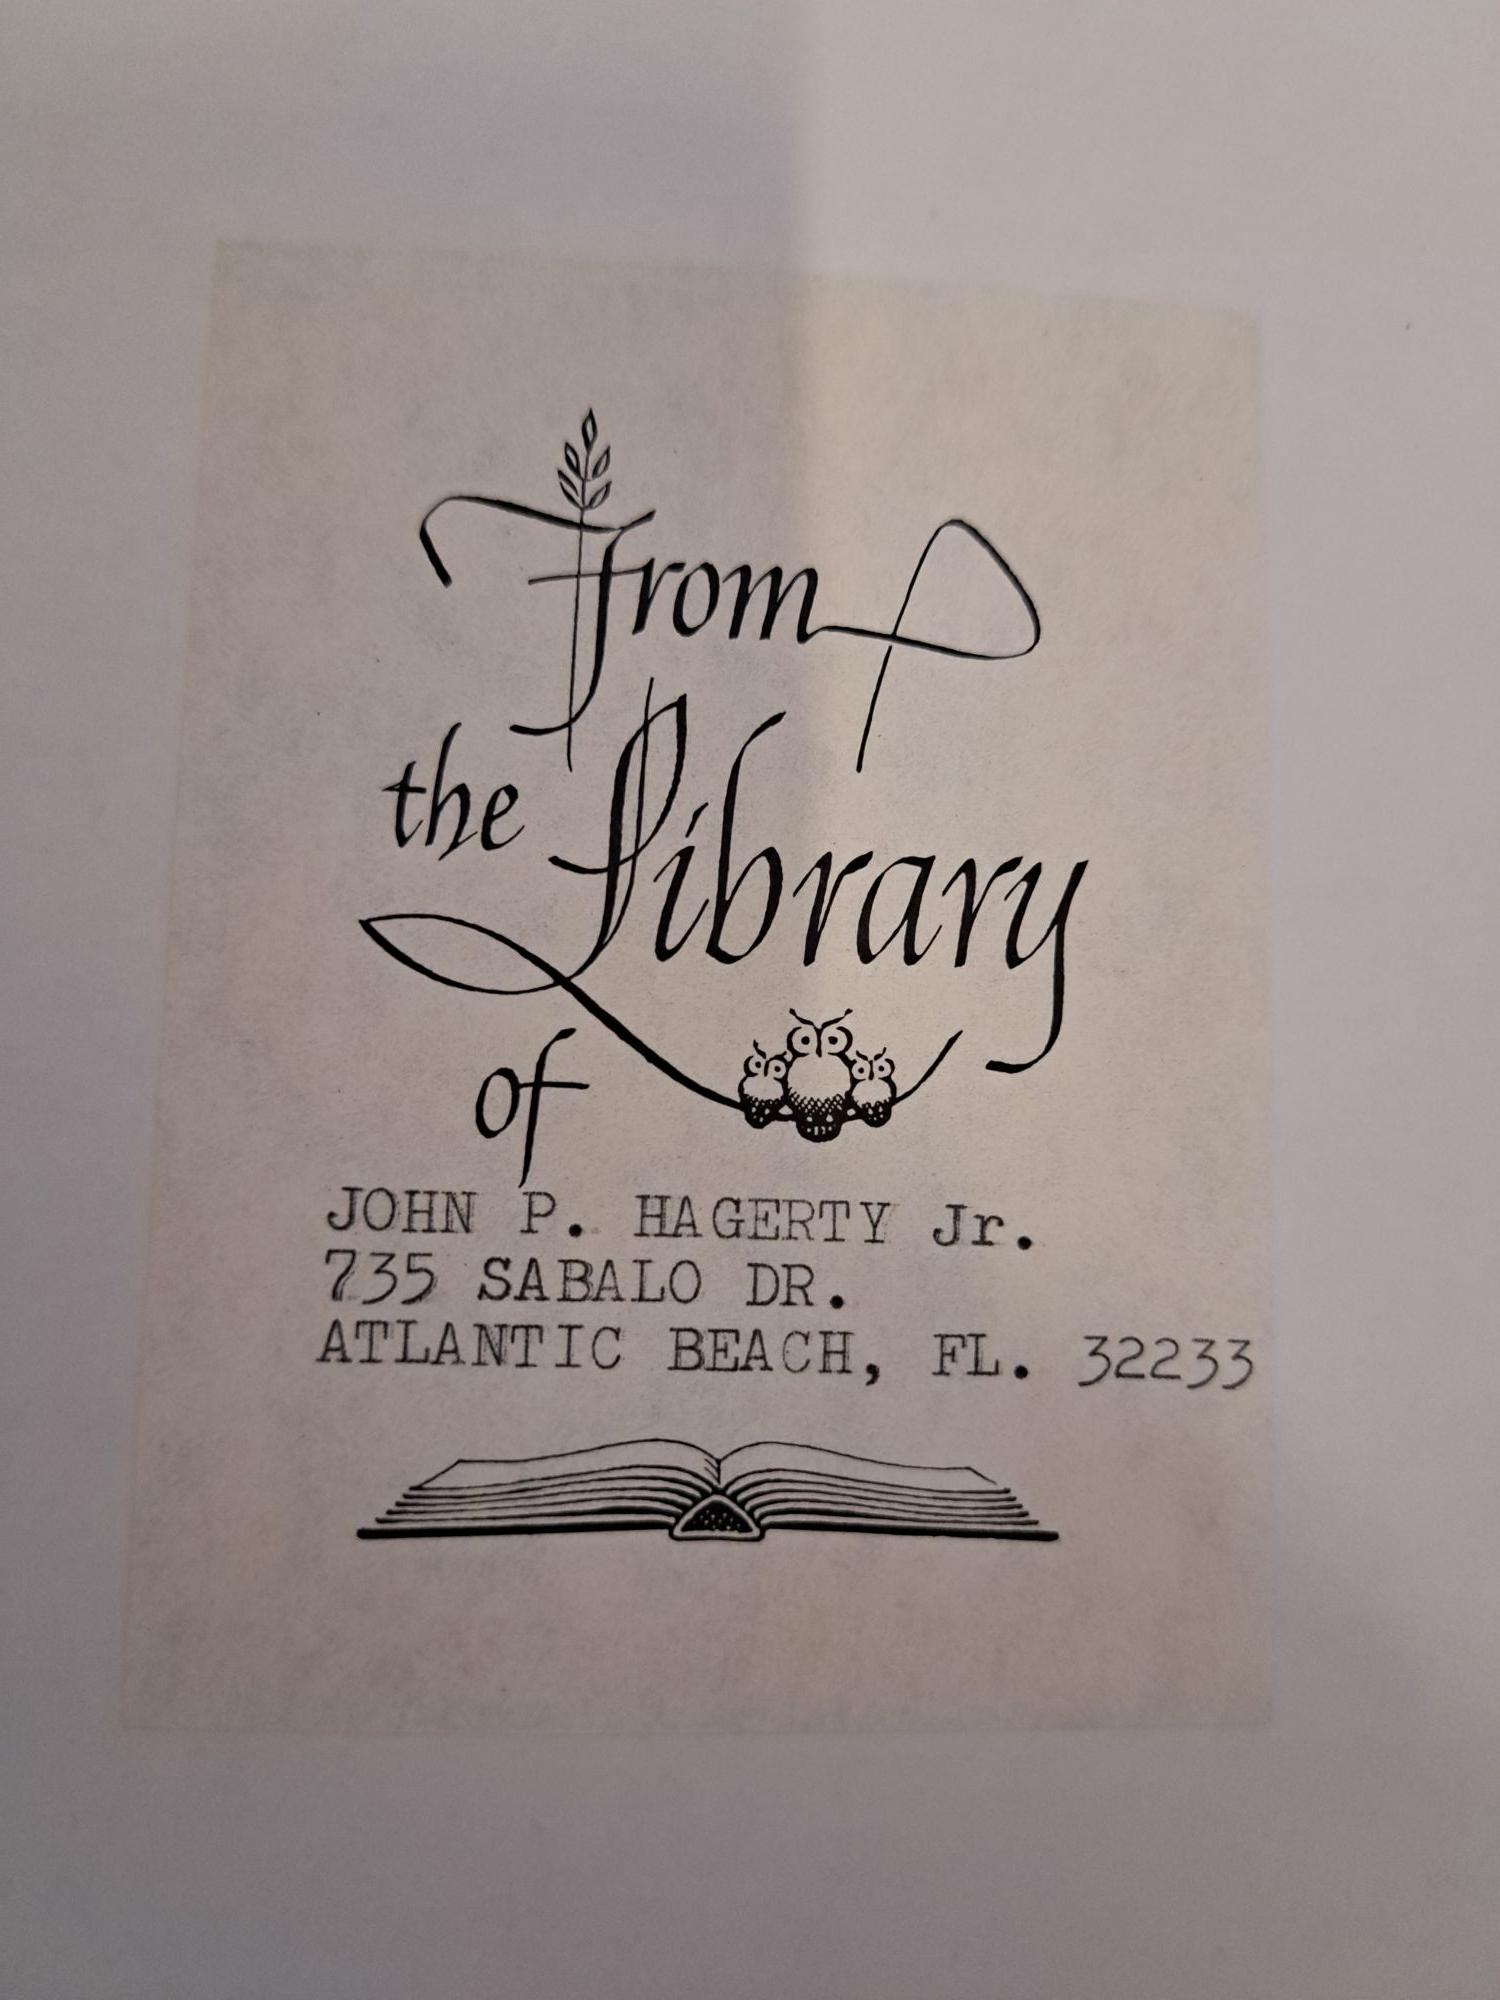 From
the Library
of
JOHN P. HAGERTY Jr.
735 SABALO DR.
ATLANTIC BEACH, FL. 32233